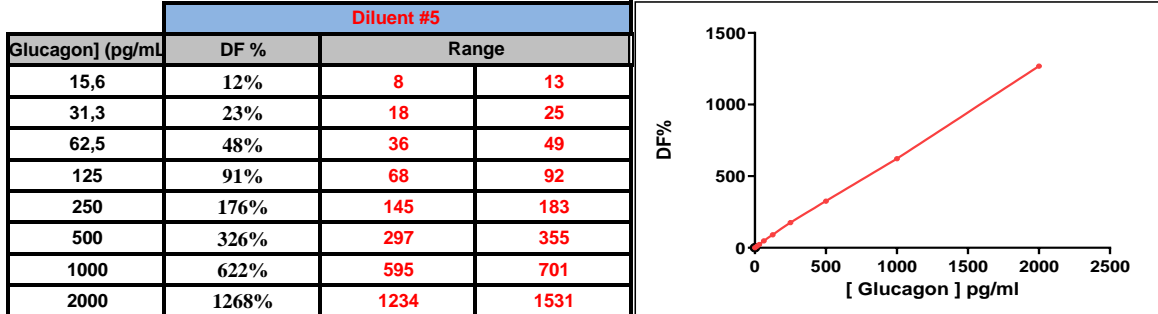 Diluent #5
Glucagon] (pg/mL DF % Range
15,6 12% 8 13
31,3 23% 18 25
62,5 48% 36 49
125 91% 68 92
250 176% 145 183
500 326% 297 355
1000 622% 595 701
2000 1268% 1234 1531
1500
1000
500
0
DF%
0 500 1000 1500 2000 2500
[ Glucagon ] pg/ml